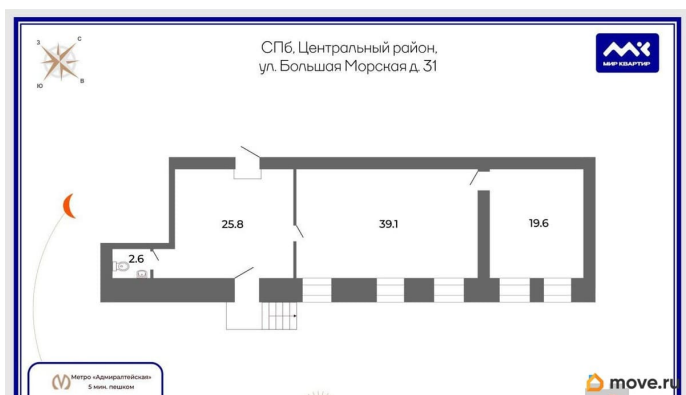 З
С
Ю
В
СПб, Центральный район,
ул. Большая Морская д. 31
МИР КВАРТИР
25.8
39.1
19.6
2.6
Метро «Адмиралтейская»
5 мин. пешком
move.ru